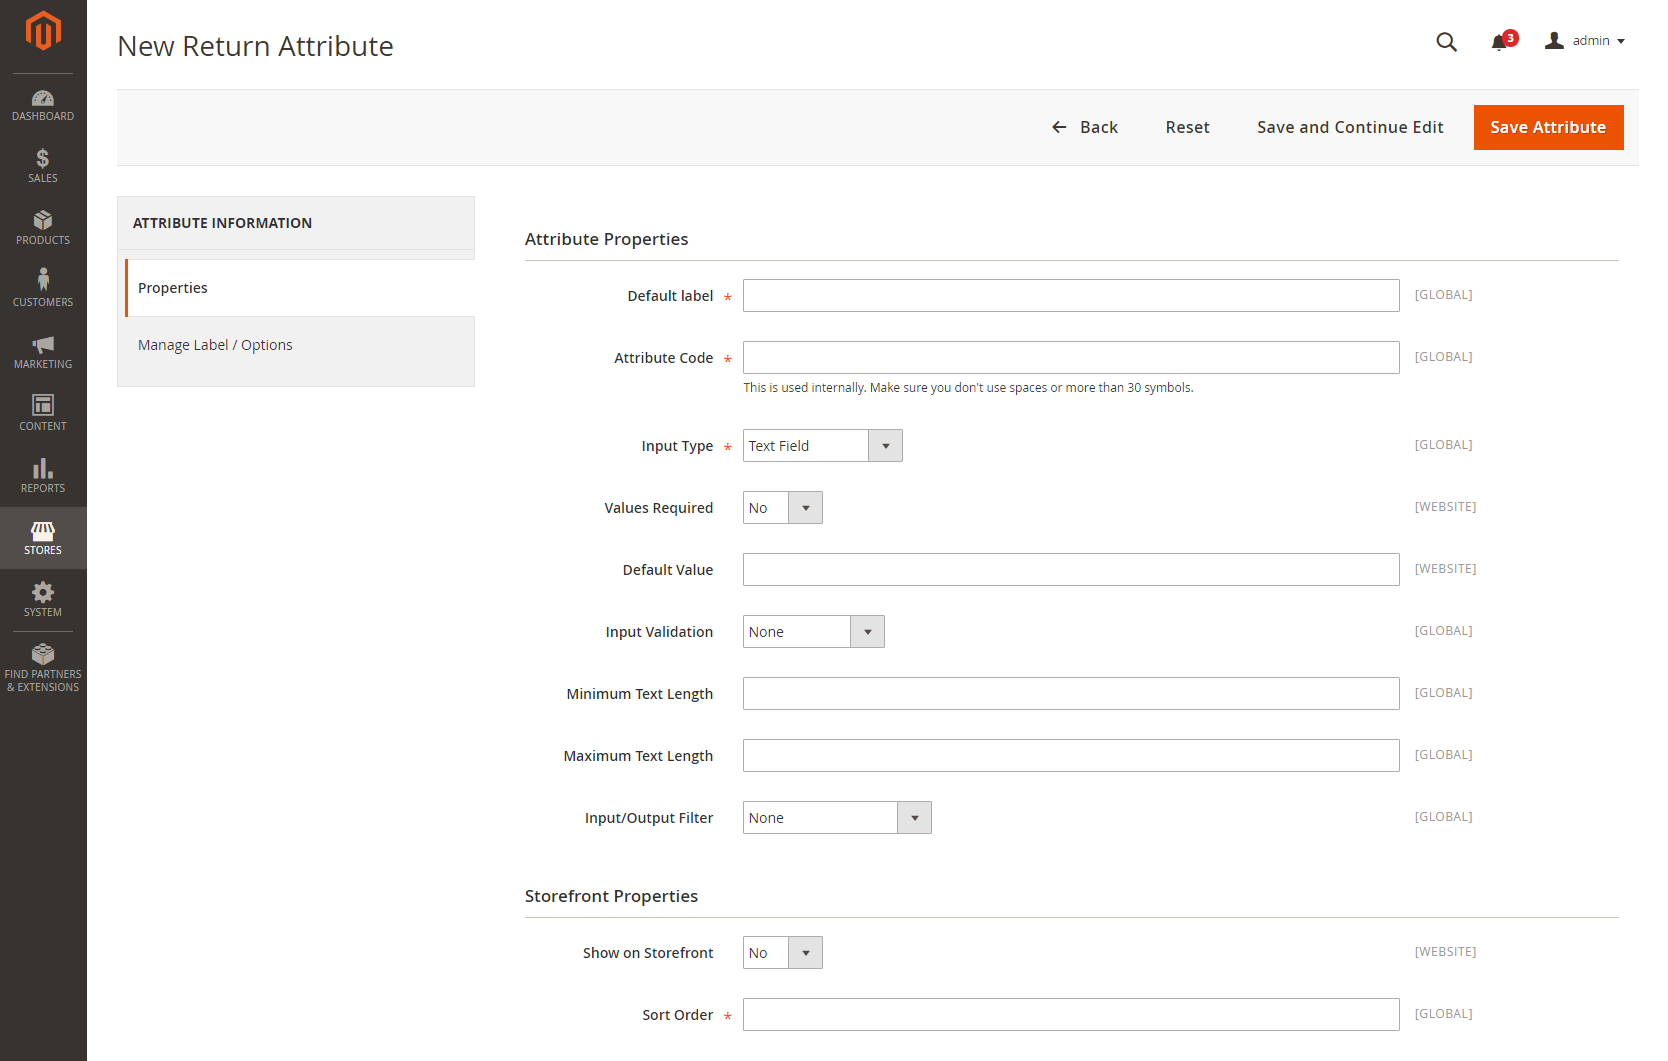 New Return Attribute
3
admin
DASHBOARD
SALES
PRODUCTS
CUSTOMERS
MARKETING
CONTENT
REPORTS
STORES
SYSTEM
FIND PARTNERS
& EXTENSIONS
Back
Reset
Save and Continue Edit
Save Attribute
ATTRIBUTE INFORMATION
Properties
Manage Label / Options
Attribute Properties
Default label * [GLOBAL]
Attribute Code * [GLOBAL]
This is used internally. Make sure you don't use spaces or more than 30 symbols.
Input Type * Text Field [GLOBAL]
Values Required No [WEBSITE]
Default Value [WEBSITE]
Input Validation None [GLOBAL]
Minimum Text Length [GLOBAL]
Maximum Text Length [GLOBAL]
Input/Output Filter None [GLOBAL]
Storefront Properties
Show on Storefront No [WEBSITE]
Sort Order * [GLOBAL]